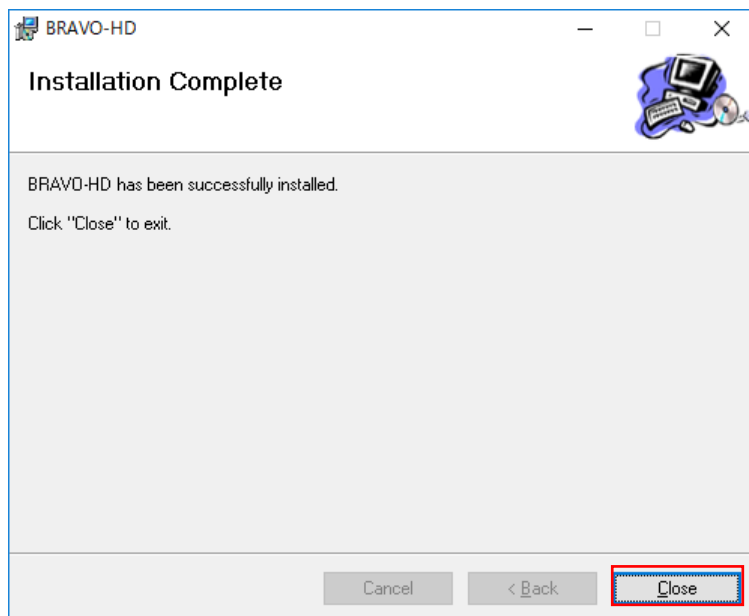 BRAVO-HD
Installation Complete
BRAVO-HD has been successfully installed.
Click "Close" to exit.
Cancel
< Back
Close